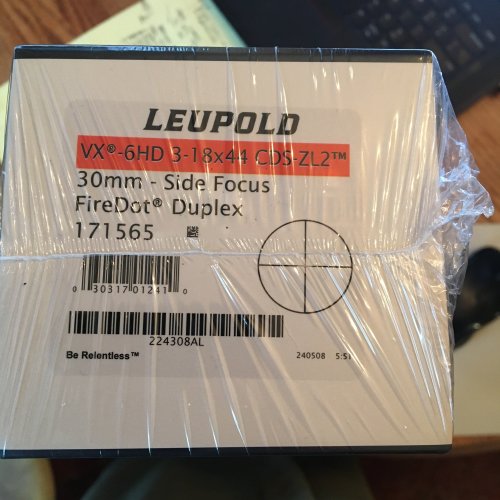 LEUPOLD
VX®-6HD 3-18x44 CDS-ZL2™
30mm - Side Focus
FireDot® Duplex
171565
0 30317 01241 0
224308AL
Be Relentless™
240508 5:51